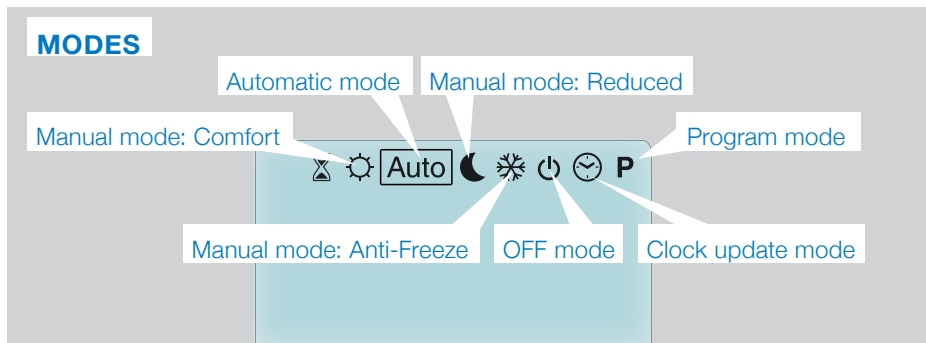 MODES
Automatic mode
Manual mode: Reduced
Manual mode: Comfort
Program mode
Auto
P
Manual mode: Anti-Freeze
OFF mode
Clock update mode